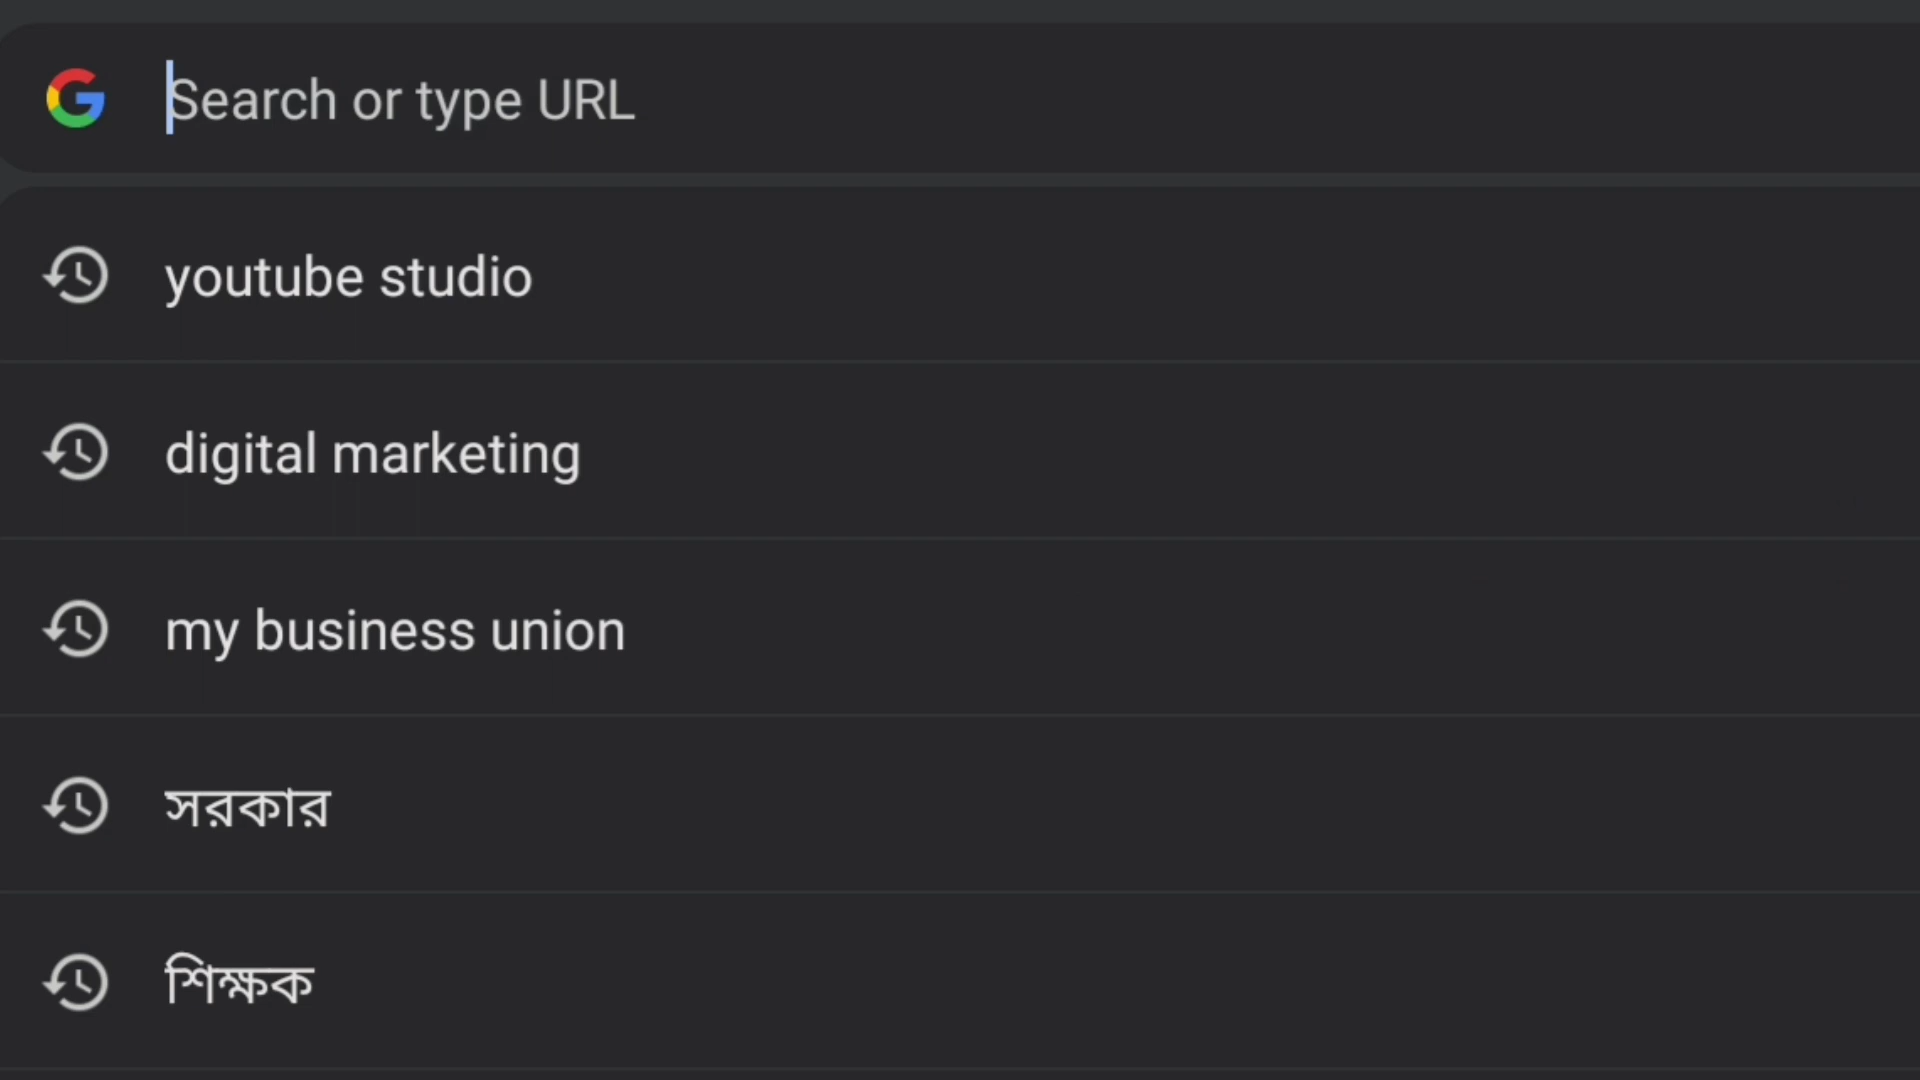 Search or type URL
youtube studio
digital marketing
my business union
সরকার
শিক্ষক